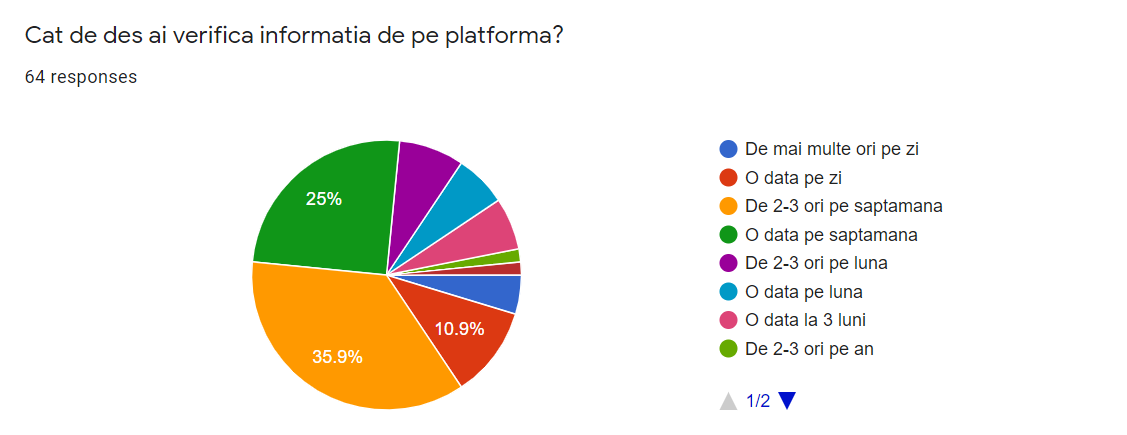 Cat de des ai verifica informatia de pe platforma?
64 responses
25%
10.9%
35.9%
De mai multe ori pe zi
O data pe zi
De 2-3 ori pe saptamana
O data pe saptamana
De 2-3 ori pe luna
O data pe luna
O data la 3 luni
De 2-3 ori pe an
1/2